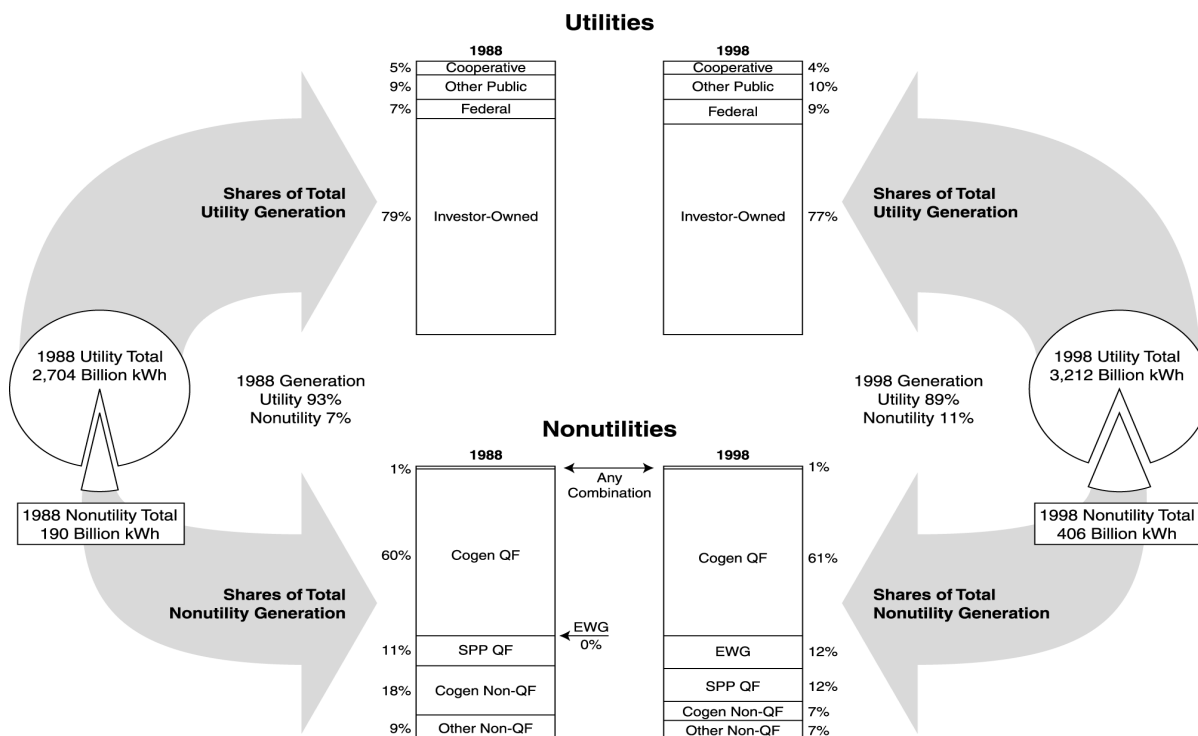 Utilities
1988
1998
5% Cooperative
9% Other Public
7% Federal
79% Investor-Owned
Cooperative 4%
Other Public 10%
Federal 9%
Investor-Owned 77%
Shares of Total
Utility Generation
Shares of Total
Utility Generation
1988 Utility Total
2,704 Billion kWh
1988 Generation
Utility 93%
Nonutility 7%
1998 Generation
Utility 89%
Nonutility 11%
1998 Utility Total
3,212 Billion kWh
1988 Nonutility Total
190 Billion kWh
1998 Nonutility Total
406 Billion kWh
Nonutilities
1988
1998
1%
Any
Combination
1%
60% Cogen QF
EWG
0%
11% SPP QF
18% Cogen Non-QF
9% Other Non-QF
Cogen QF 61%
EWG 12%
SPP QF 12%
Cogen Non-QF 7%
Other Non-QF 7%
Shares of Total
Nonutility Generation
Shares of Total
Nonutility Generation